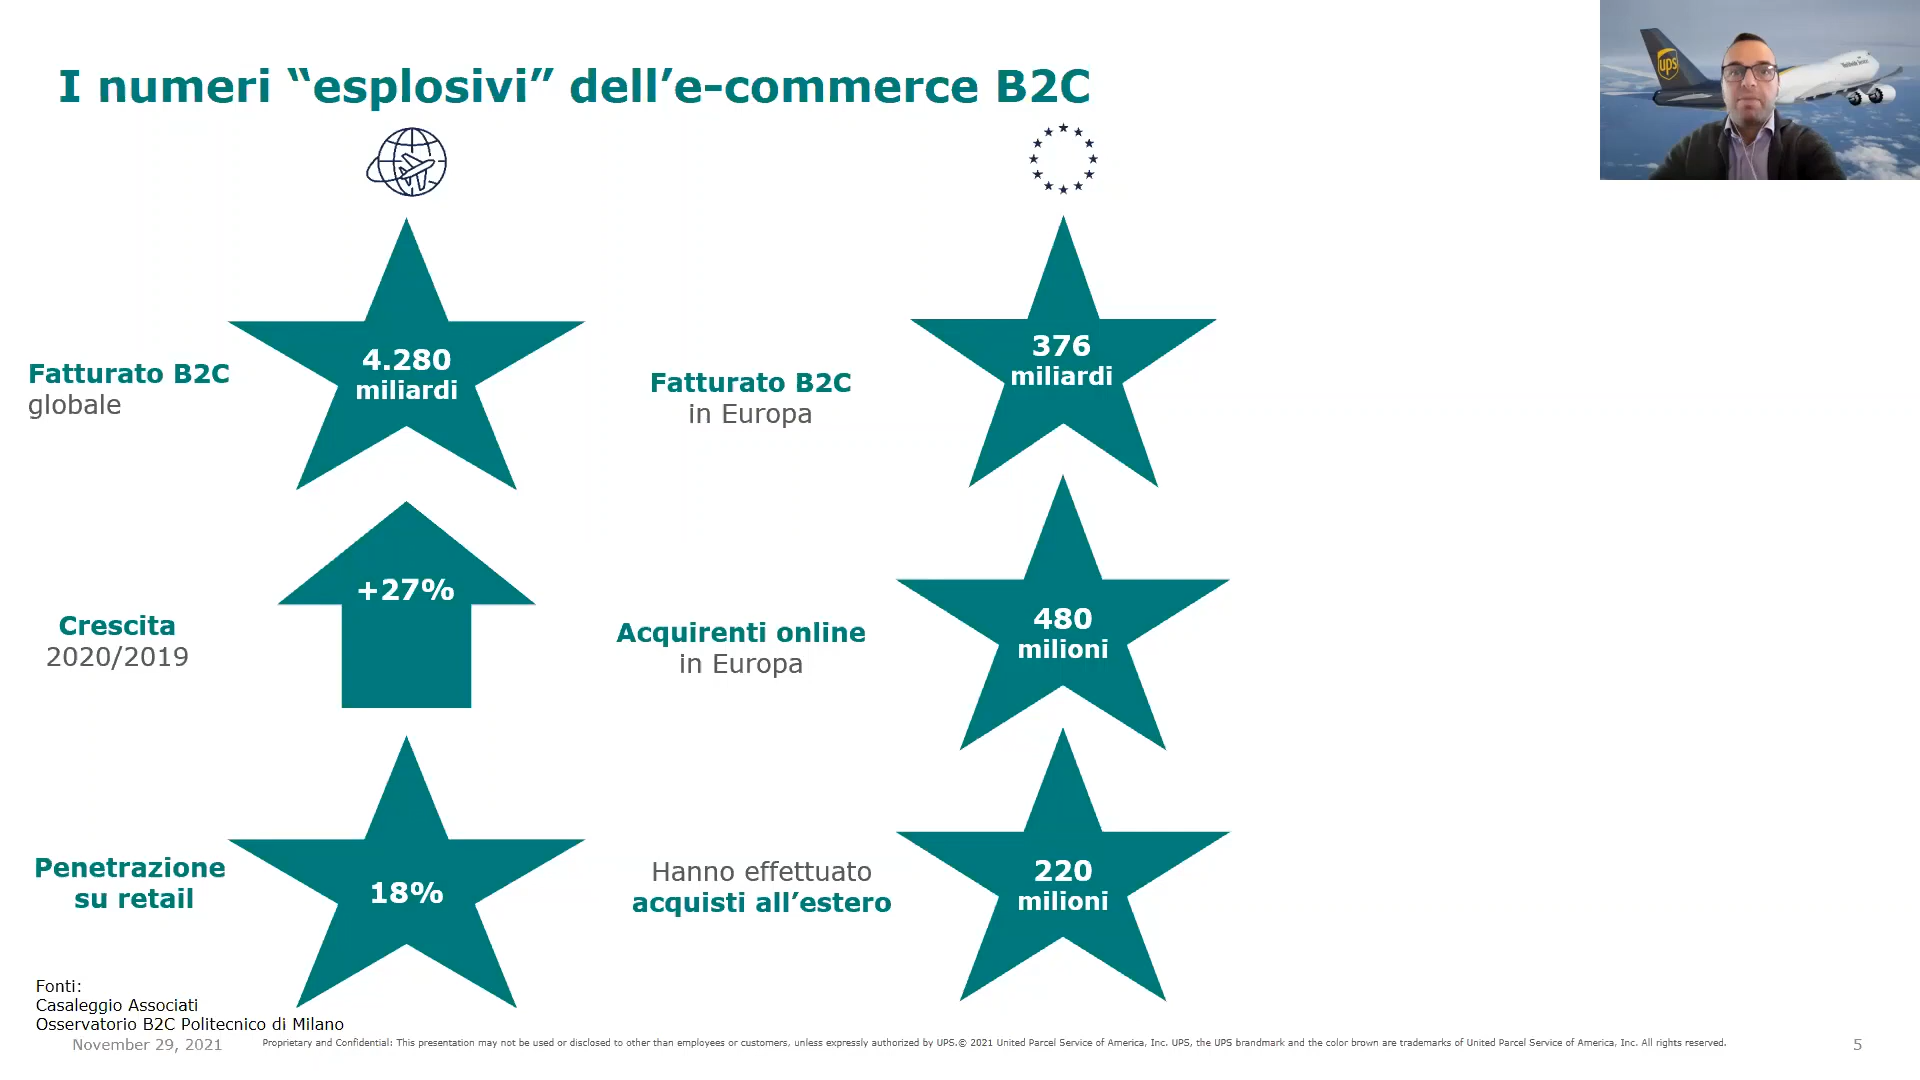 I numeri “esplosivi” dell’e-commerce B2C
ups
Fatturato B2C
globale
4.280
miliardi
Fatturato B2C
in Europa
376
miliardi
Crescita
2020/2019
+27%
Acquirenti online
in Europa
480
milioni
Penetrazione
su retail
18%
Hanno effettuato
acquisti all’estero
220
milioni
Fonti:
Casaleggio Associati
Osservatorio B2C Politecnico di Milano
November 29, 2021
Proprietary and Confidential: This presentation may not be used or disclosed to other than employees or customers, unless expressly authorized by UPS.© 2021 United Parcel Service of America, Inc. UPS, the UPS brandmark and the color brown are trademarks of United Parcel Service of America, Inc. All rights reserved.
5